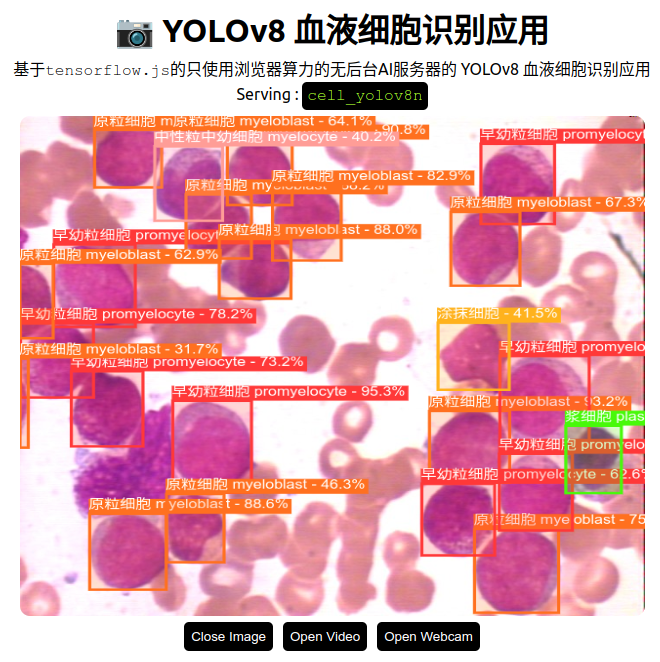 📷 YOLOv8 血液细胞识别应用
基于tensorflow.js的只使用浏览器算力的无后台AI服务器的 YOLOv8 血液细胞识别应用
Serving : cell_yolov8n
原粒细胞 m原粒细胞 myeloblast - 64.1%
90.8%
中性粒中幼细胞 myelocyte - 40.2%
早幼粒细胞 promyelocyt
原粒细胞 myeloblast - 82.9%
原粒细胞 myeloblast
原粒细胞 myeloblast - 67.3%
原粒细胞 myeloblast - 88.0%
早幼粒细胞 promyelocyt
原粒细胞 myeloblast - 62.9%
早幼粒细胞 promyelocyte - 78.2%
涂抹细胞 - 41.5%
早幼粒细胞 promyelo
原粒细胞 myeloblast - 31.7%
早幼粒细胞 promyelocyte - 73.2%
早幼粒细胞 promyelocyte - 95.3%
原粒细胞 myeloblast - 93.2%
浆细胞 plas
早幼粒细胞 promyelo
早幼粒细胞 promyelocyte - 62.6%
原粒细胞 myeloblast - 46.3%
原粒细胞 myeloblast - 88.6%
原粒细胞 myeloblast - 75
Close Image
Open Video
Open Webcam